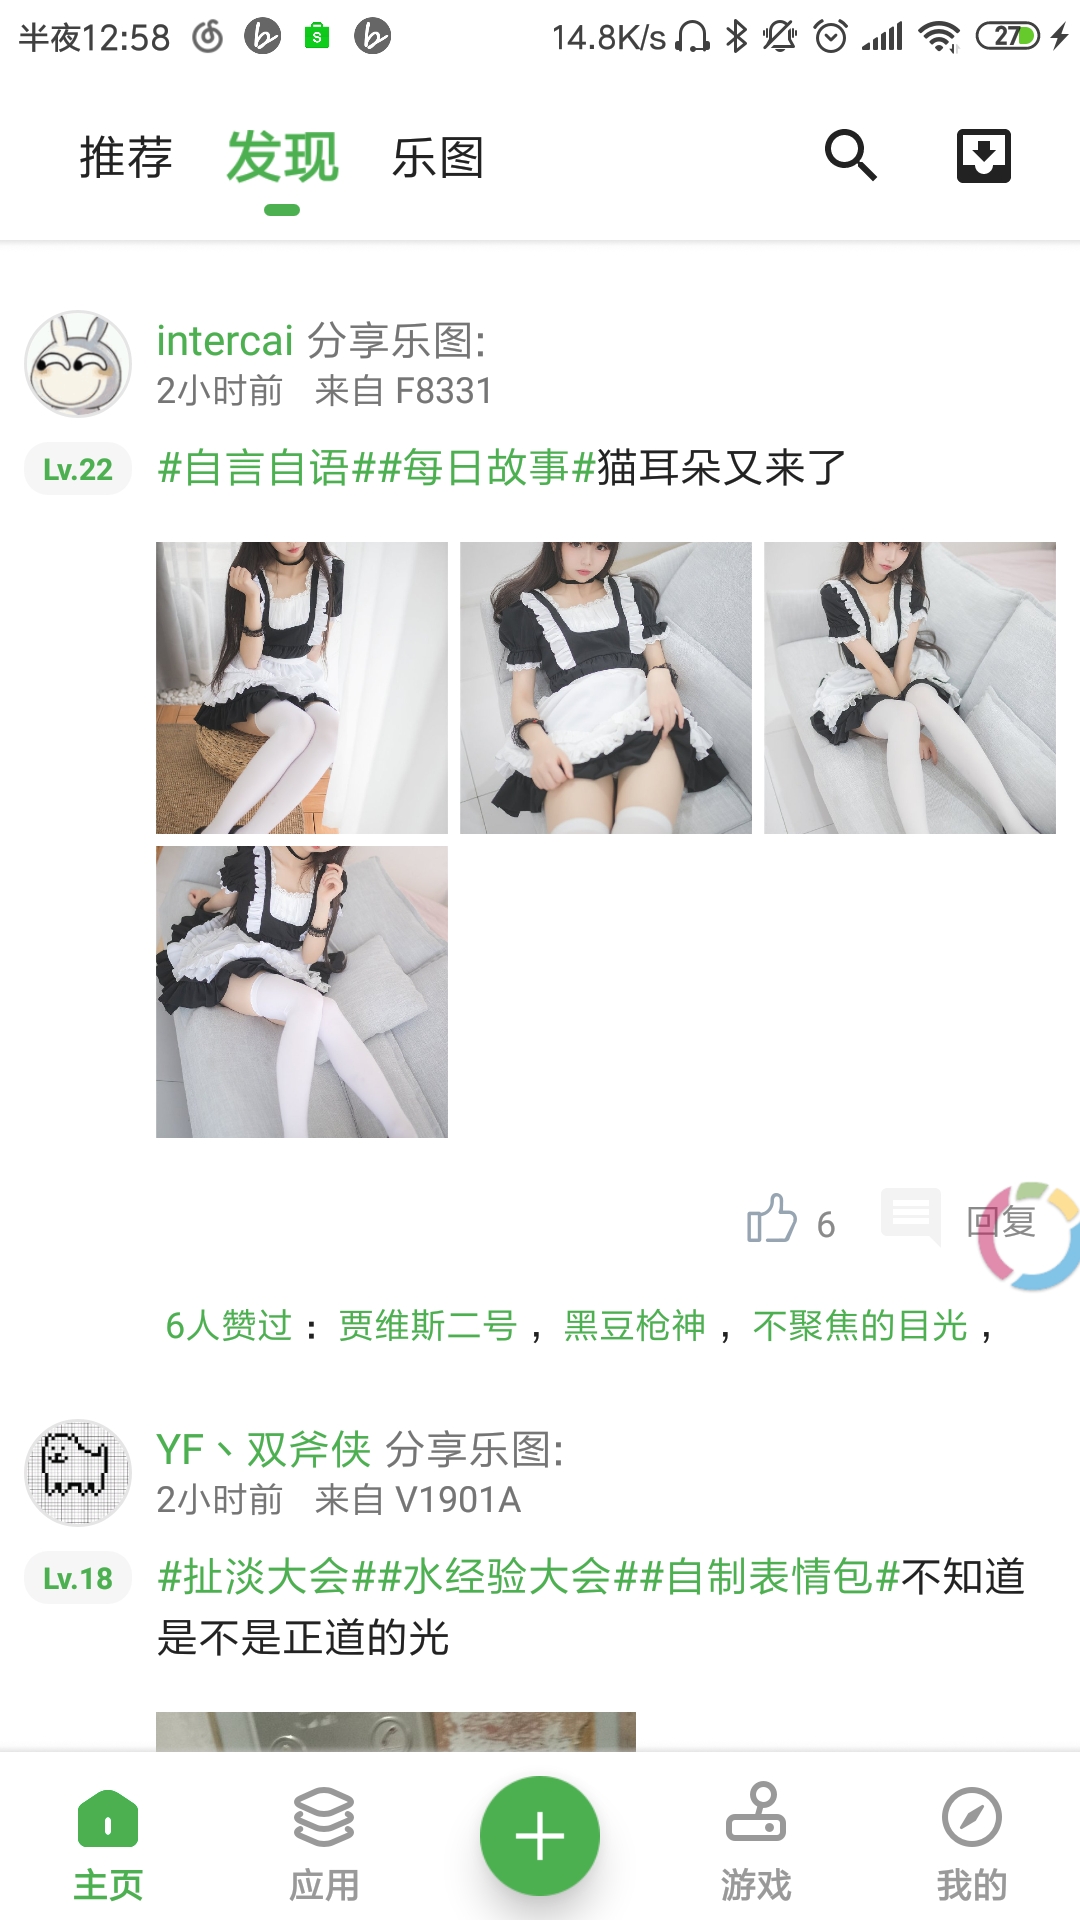 半夜12:58 14.8K/s 27
推荐 发现 乐图
intercai 分享乐图:
2小时前 来自 F8331
Lv.22 #自言自语##每日故事#猫耳朵又来了
6 回复
6人赞过：贾维斯二号，黑豆枪神，不聚焦的目光，
YF丶双斧侠 分享乐图:
2小时前 来自 V1901A
Lv.18 #扯淡大会##水经验大会##自制表情包#不知道
是不是正道的光
主页 应用 游戏 我的